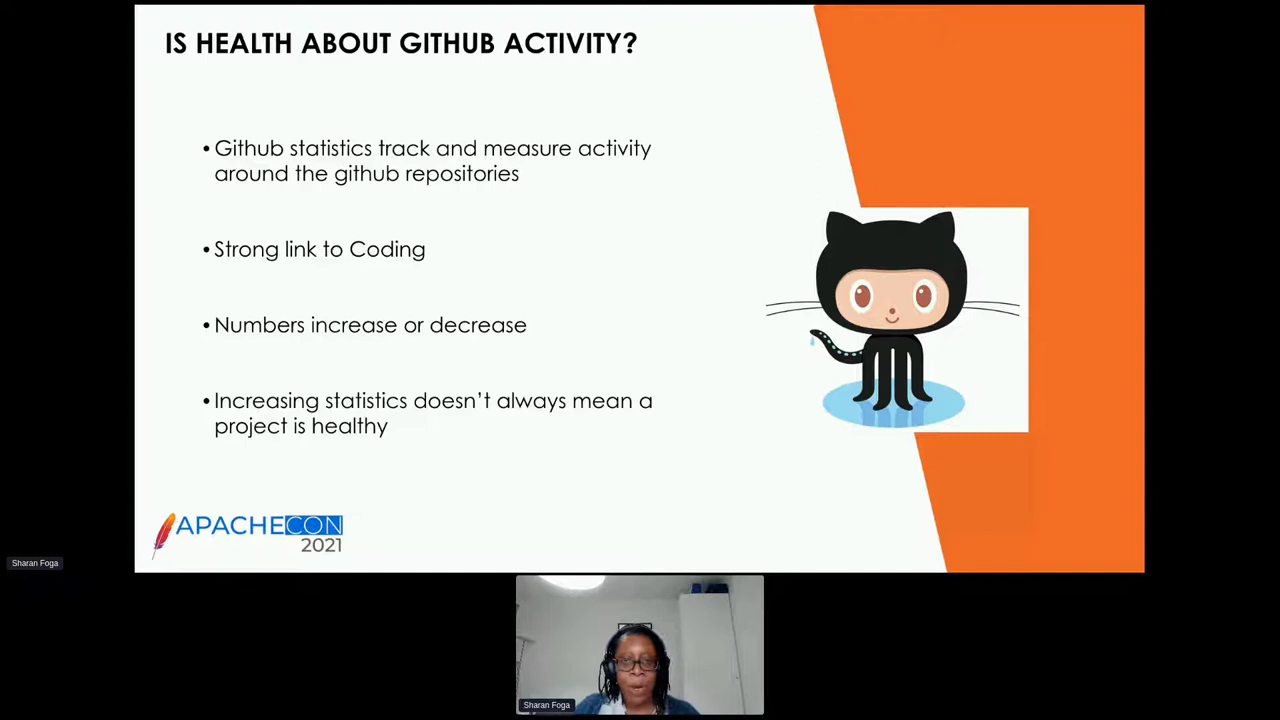 IS HEALTH ABOUT GITHUB ACTIVITY?
• Github statistics track and measure activity
around the github repositories
• Strong link to Coding
• Numbers increase or decrease
• Increasing statistics doesn't always mean a
project is healthy
APACHECON
2021
Sharan Foga
Sharan Foga